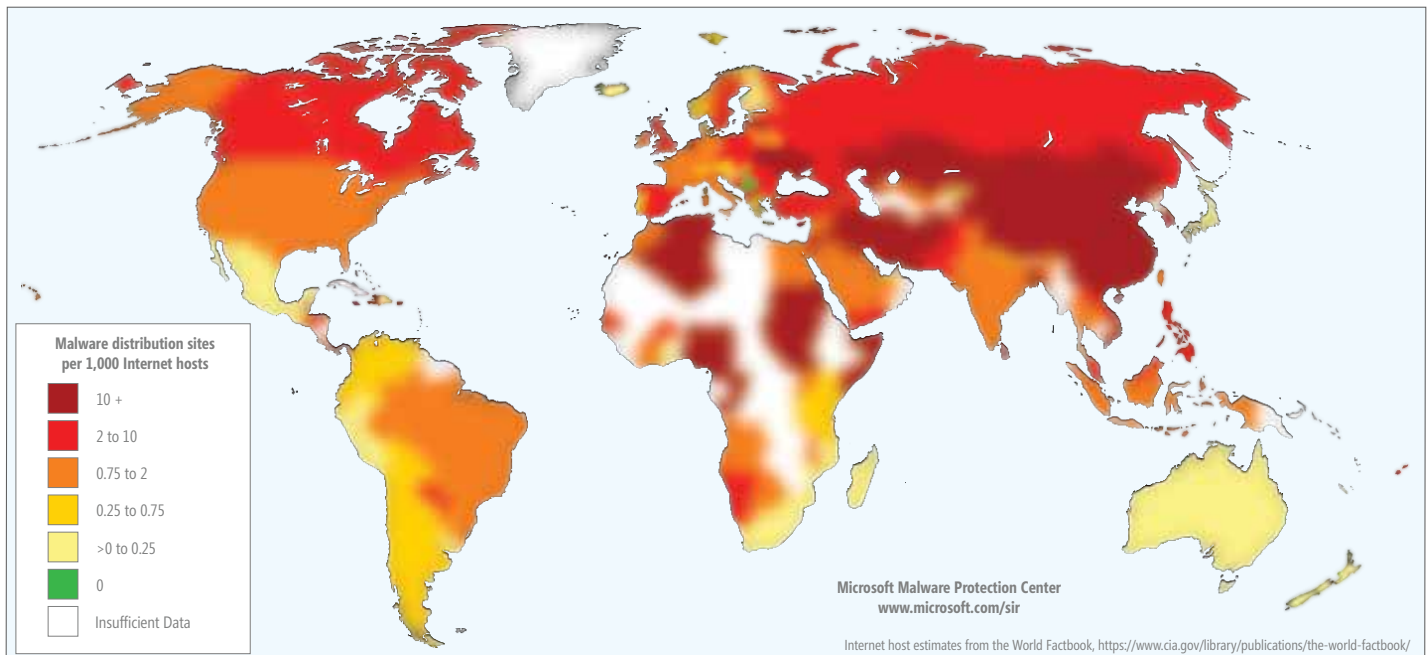 Malware distribution sites
per 1,000 Internet hosts
10 +
2 to 10
0.75 to 2
0.25 to 0.75
>0 to 0.25
0
Insufficient Data
Microsoft Malware Protection Center
www.microsoft.com/sir
Internet host estimates from the World Factbook, https://www.cia.gov/library/publications/the-world-factbook/